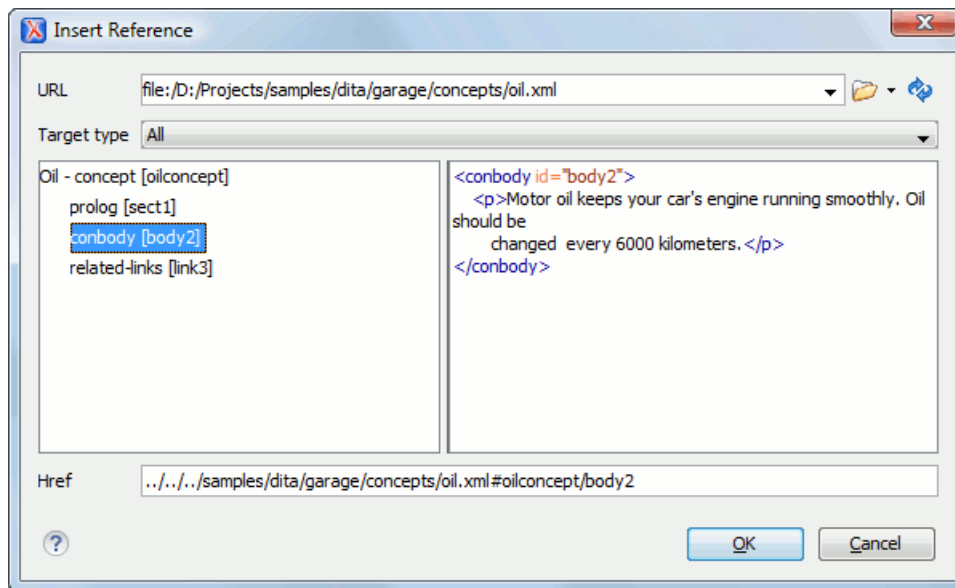 Insert Reference
URL
file:/D:/Projects/samples/dita/garage/concepts/oil.xml
Target type
All
Oil - concept [oilconcept]
prolog [sect1]
conbody [body2]
related-links [link3]
<conbody id="body2">
<p>Motor oil keeps your car's engine running smoothly. Oil
should be
changed  every 6000 kilometers.</p>
</conbody>
Href
../../../samples/dita/garage/concepts/oil.xml#oilconcept/body2
?
OK
Cancel